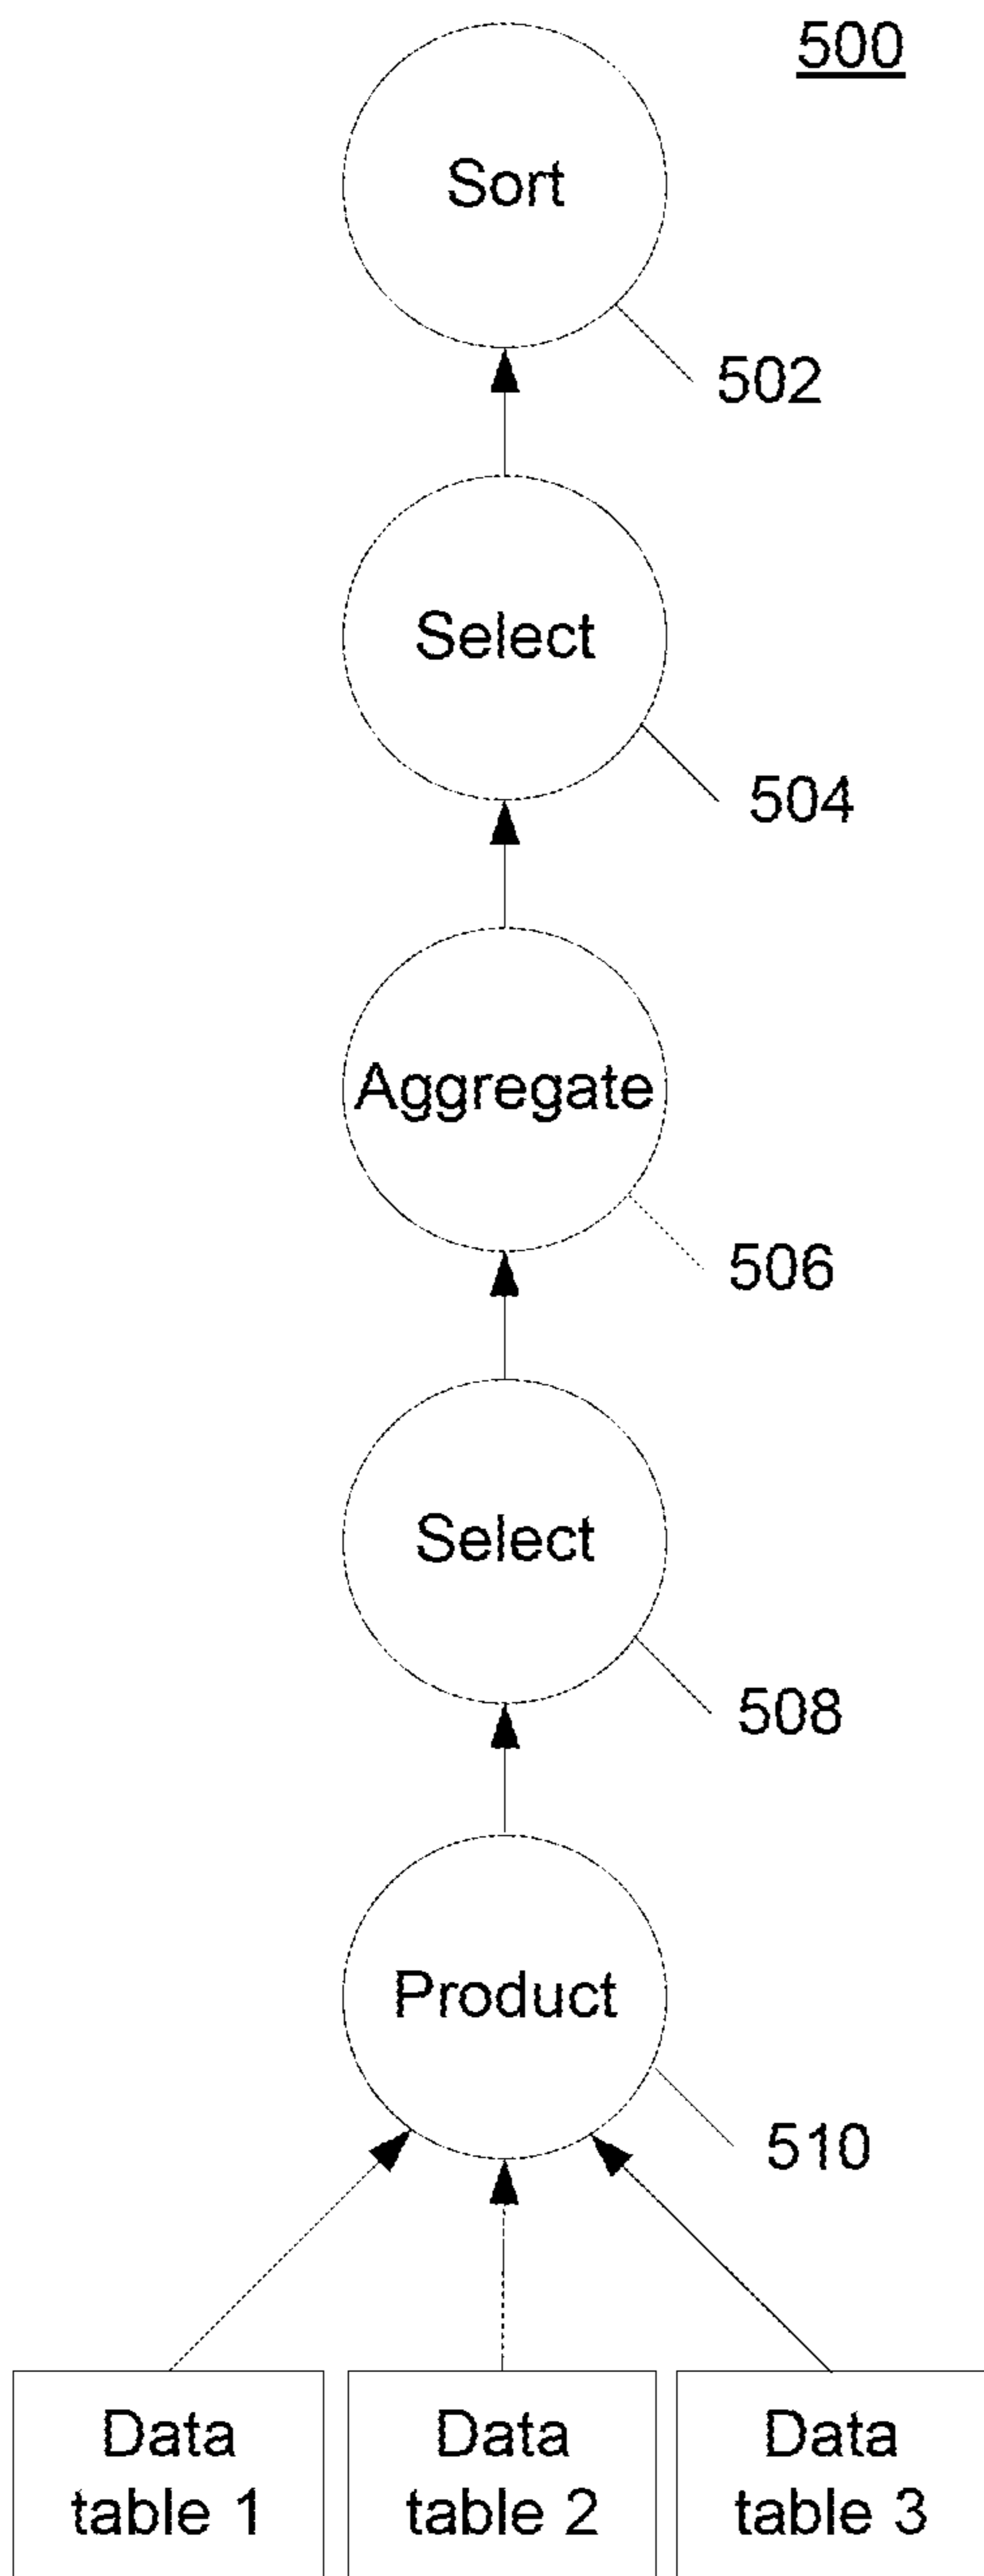 500
Sort
502
Select
504
Aggregate
506
Select
508
Product
510
Data
table 1
Data
table 2
Data
table 3